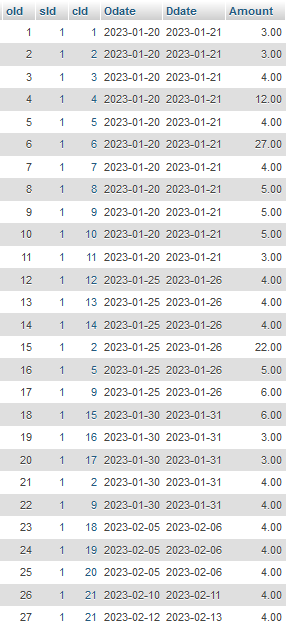 oId sId cId Odate Ddate Amount
1 1 1 2023-01-20 2023-01-21 3.00
2 1 2 2023-01-20 2023-01-21 3.00
3 1 3 2023-01-20 2023-01-21 4.00
4 1 4 2023-01-20 2023-01-21 12.00
5 1 5 2023-01-20 2023-01-21 4.00
6 1 6 2023-01-20 2023-01-21 27.00
7 1 7 2023-01-20 2023-01-21 4.00
8 1 8 2023-01-20 2023-01-21 5.00
9 1 9 2023-01-20 2023-01-21 5.00
10 1 10 2023-01-20 2023-01-21 5.00
11 1 11 2023-01-20 2023-01-21 3.00
12 1 12 2023-01-25 2023-01-26 4.00
13 1 13 2023-01-25 2023-01-26 4.00
14 1 14 2023-01-25 2023-01-26 4.00
15 1 2 2023-01-25 2023-01-26 22.00
16 1 5 2023-01-25 2023-01-26 5.00
17 1 9 2023-01-25 2023-01-26 6.00
18 1 15 2023-01-30 2023-01-31 6.00
19 1 16 2023-01-30 2023-01-31 3.00
20 1 17 2023-01-30 2023-01-31 3.00
21 1 2 2023-01-30 2023-01-31 4.00
22 1 9 2023-01-30 2023-01-31 4.00
23 1 18 2023-02-05 2023-02-06 4.00
24 1 19 2023-02-05 2023-02-06 4.00
25 1 20 2023-02-05 2023-02-06 4.00
26 1 21 2023-02-10 2023-02-11 4.00
27 1 21 2023-02-12 2023-02-13 4.00